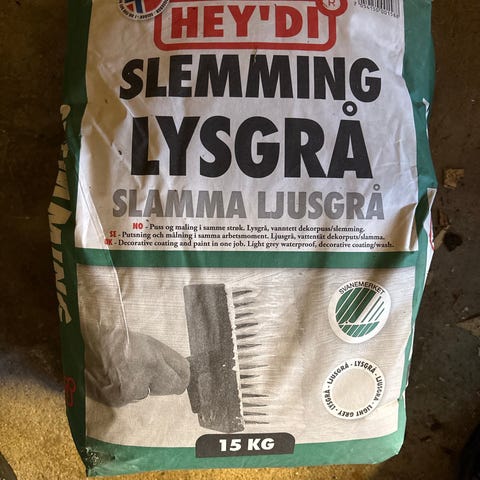 HEY'DI
R
SLEMMING
LYSGRÅ
SLAMMA LJUSGRÅ
NO - Puss og maling i samme strøk. Lysgrå, vanntett dekorpuss/slemming.
SE - Putsning och målning i samma arbetsmoment. Ljusgrå, vattentät dekorputs/slamma.
DK - Decorative coating and paint in one job. Light grey waterproof, decorative coating/wash.
SVANEMERKET
LYSGRÅ - LJUSGRÅ - LYSGRÅ - LJUSGRÅ - LIGHT GREY -
15 KG